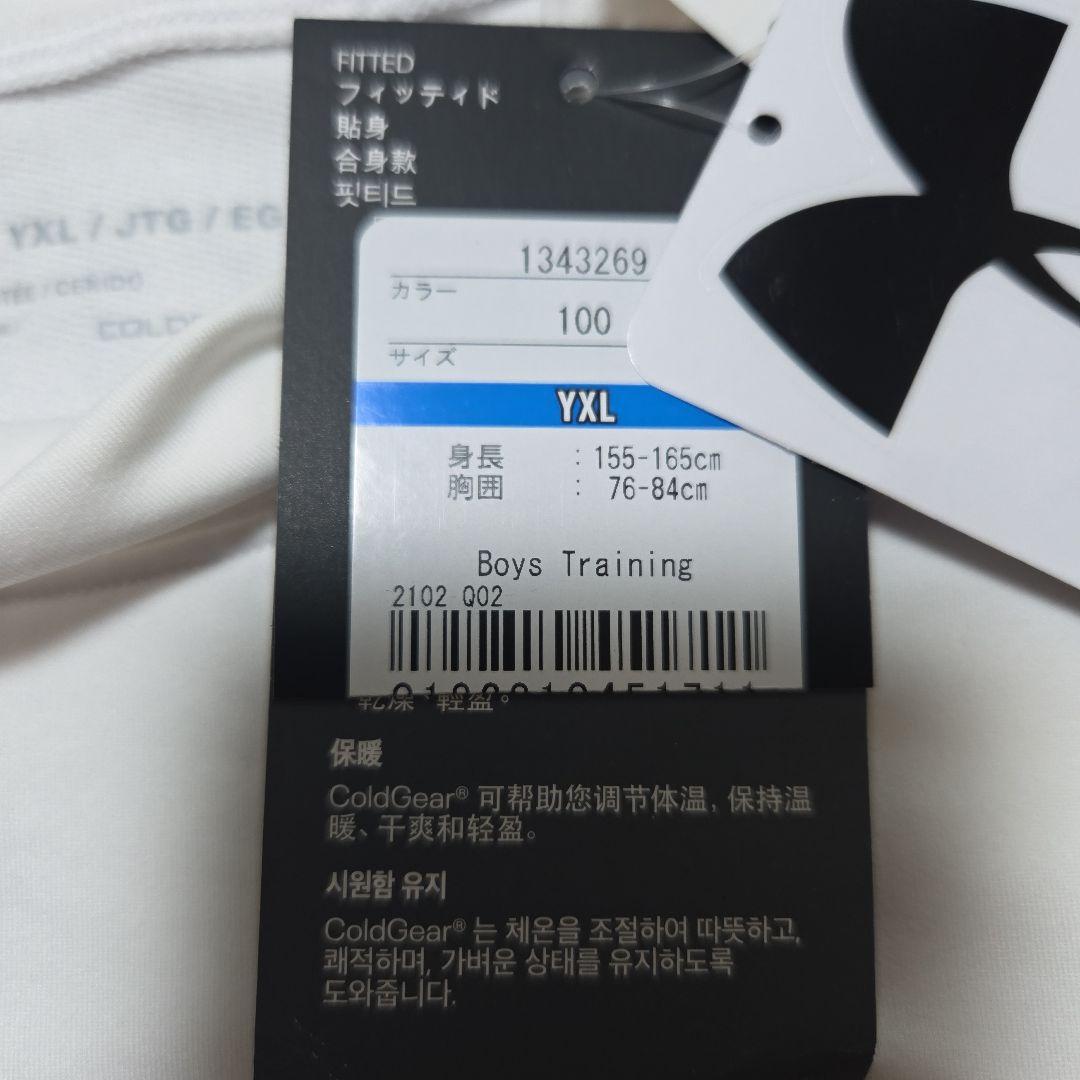 FITTED
フィッティド
貼身
合身款
핏티드
YXL / JTG / EG
1343269
カラー
100
サイズ
YXL
身長 : 155-165cm
胸囲 : 76-84cm
Boys Training
2102 Q02
乾燥、輕盈。
保暖
ColdGear® 可帮助您调节体温, 保持温
暖、干爽和轻盈。
시원함 유지
ColdGear® 는 체온을 조절하여 따뜻하고,
쾌적하며, 가벼운 상태를 유지하도록
도와줍니다.